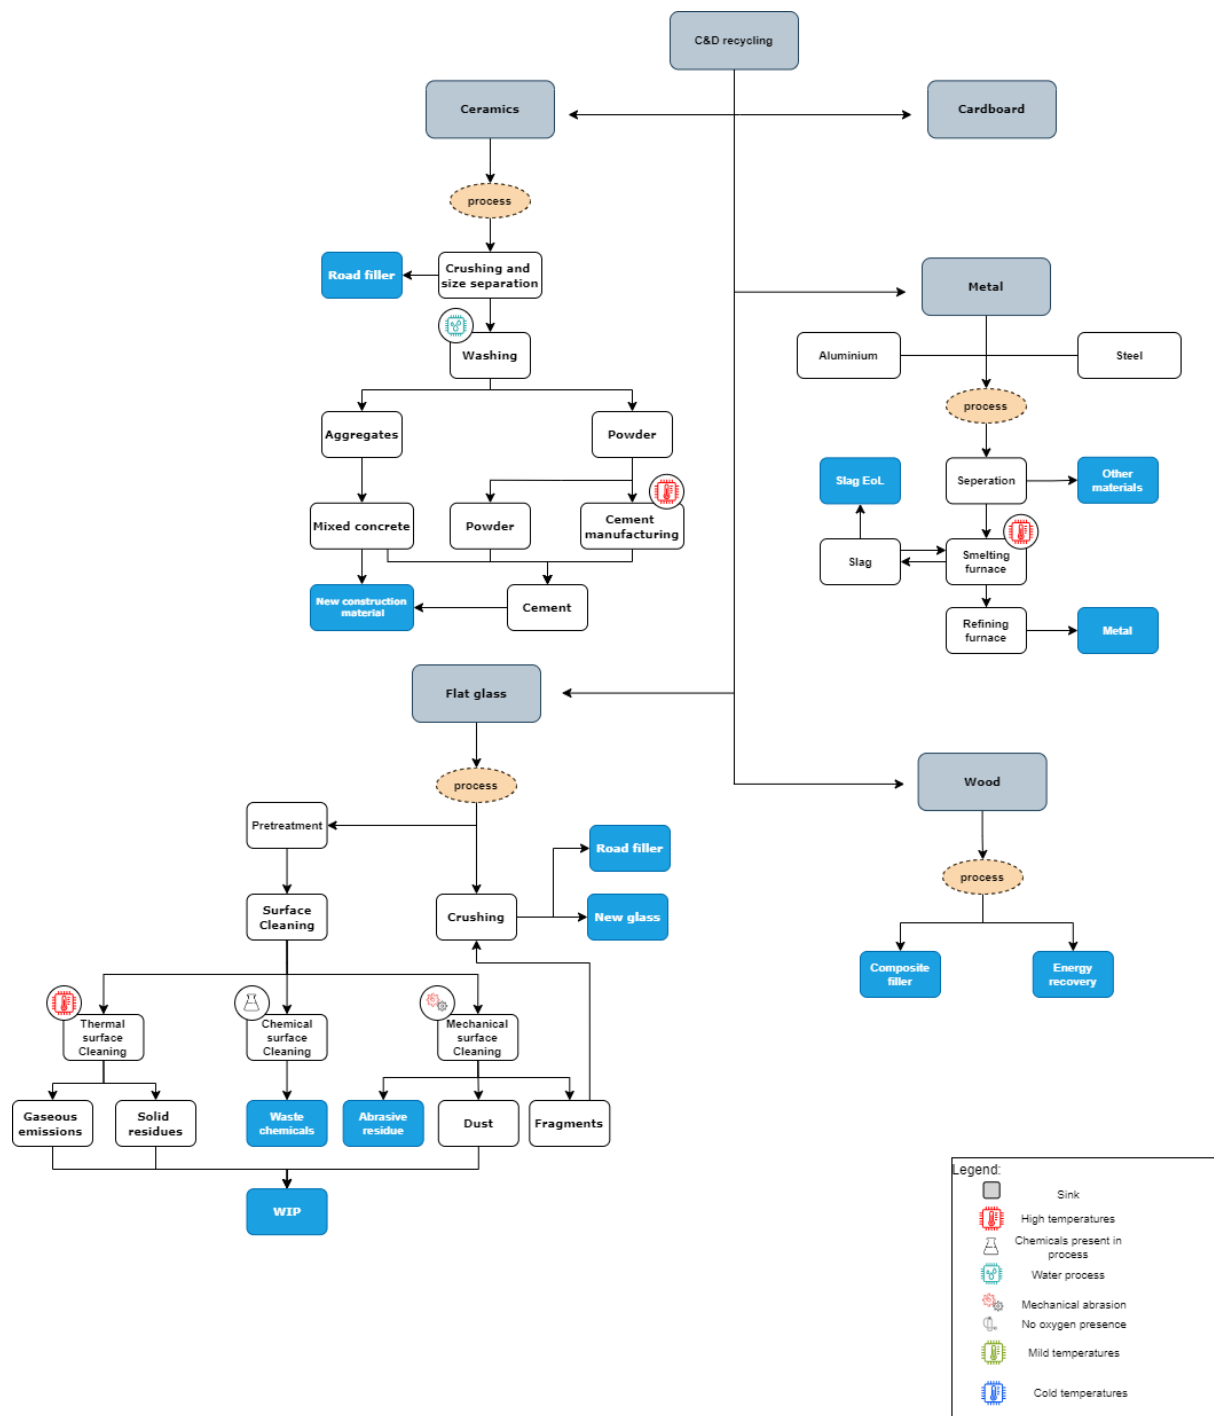 C&D recycling
Ceramics
Cardboard
process
Road filler
Crushing and
size separation
Washing
Aggregates
Powder
Mixed concrete
Powder
Cement
manufacturing
New construction
material
Cement
Metal
Aluminium
Steel
process
Slag EoL
Seperation
Other
materials
Slag
Smelting
furnace
Refining
furnace
Metal
Flat glass
process
Pretreatment
Road filler
Surface
Cleaning
Crushing
New glass
Thermal
surface
Cleaning
Chemical
surface
Cleaning
Mechanical
surface
Cleaning
Gaseous
emissions
Solid
residues
Waste
chemicals
Abrasive
residue
Dust
Fragments
WIP
Wood
process
Composite
filler
Energy
recovery
Legend:
Sink
High temperatures
Chemicals present in
process
Water process
Mechanical abrasion
No oxygen presence
Mild temperatures
Cold temperatures